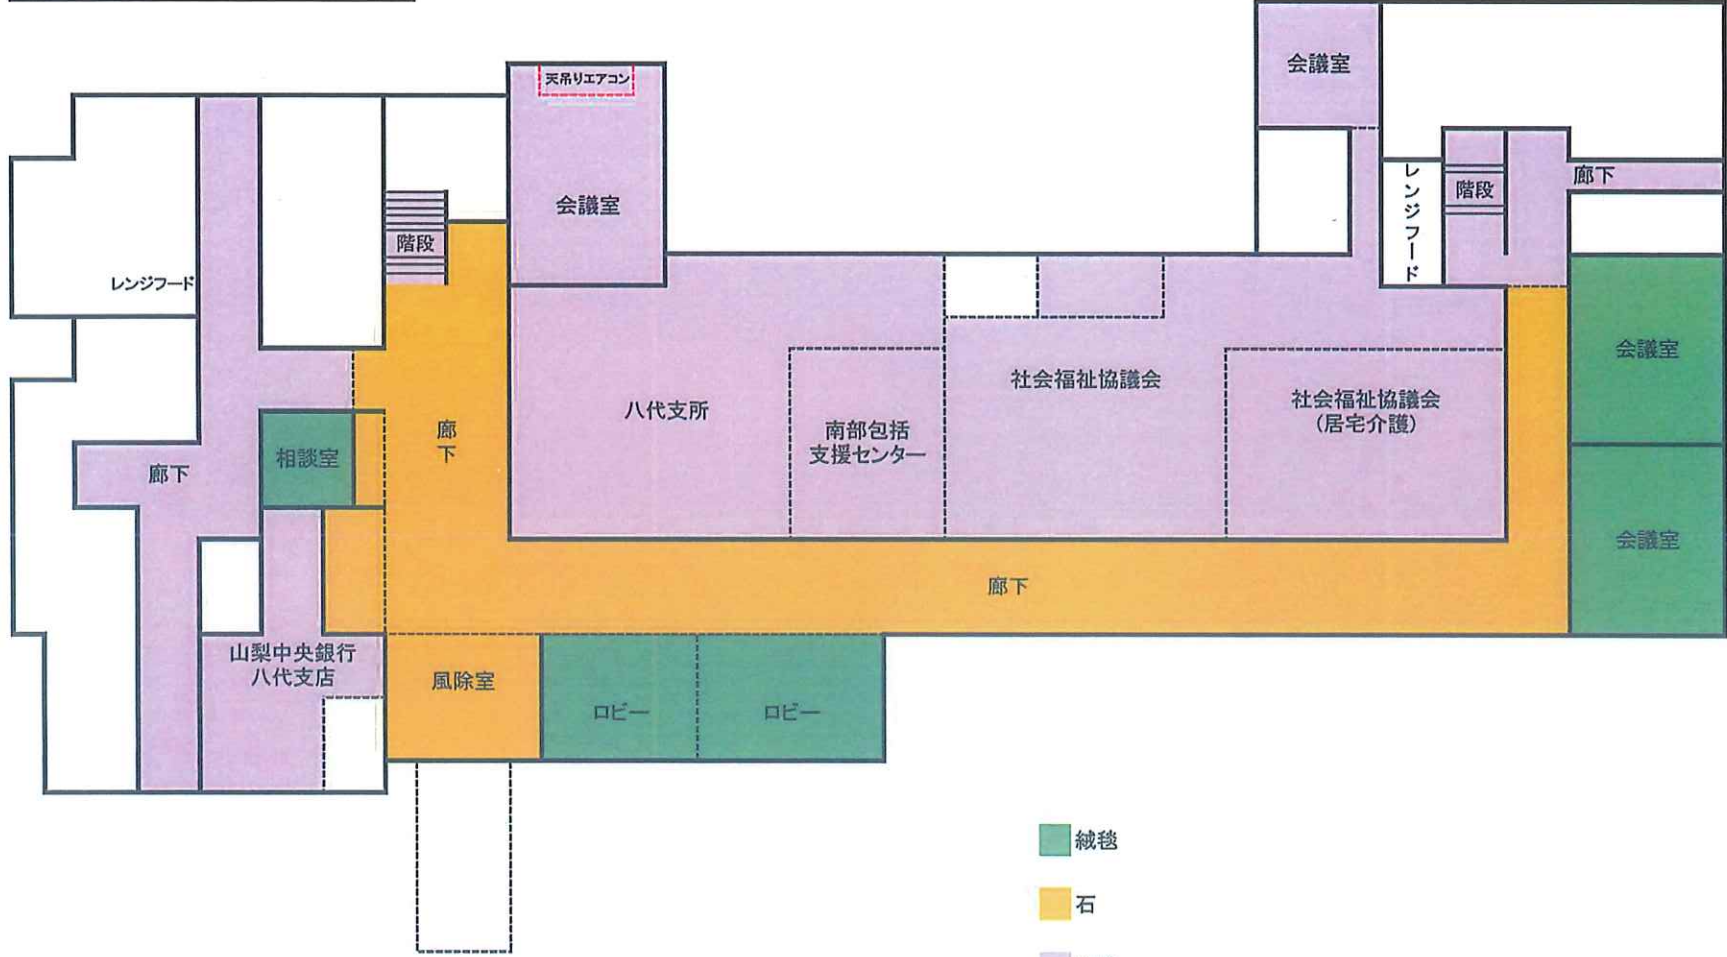 会議室
天吊りエアコン
会議室
レンジフード
階段
廊下
階段
レンジフード
会議室
社会福祉協議会
社会福祉協議会
(居宅介護)
八代支所
南部包括
支援センター
廊下
相談室
廊下
会議室
廊下
山梨中央銀行
八代支店
風除室
ロビー
ロビー
絨毯
石